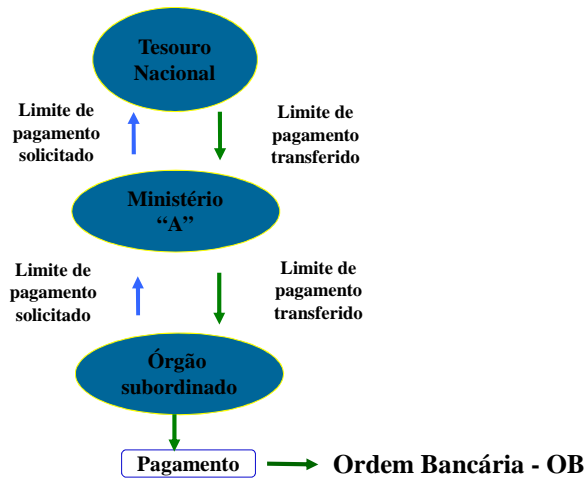 Tesouro
Nacional
Limite de
pagamento
solicitado
Limite de
pagamento
transferido
Ministério
“A”
Limite de
pagamento
solicitado
Limite de
pagamento
transferido
Órgão
subordinado
Pagamento
Ordem Bancária - OB